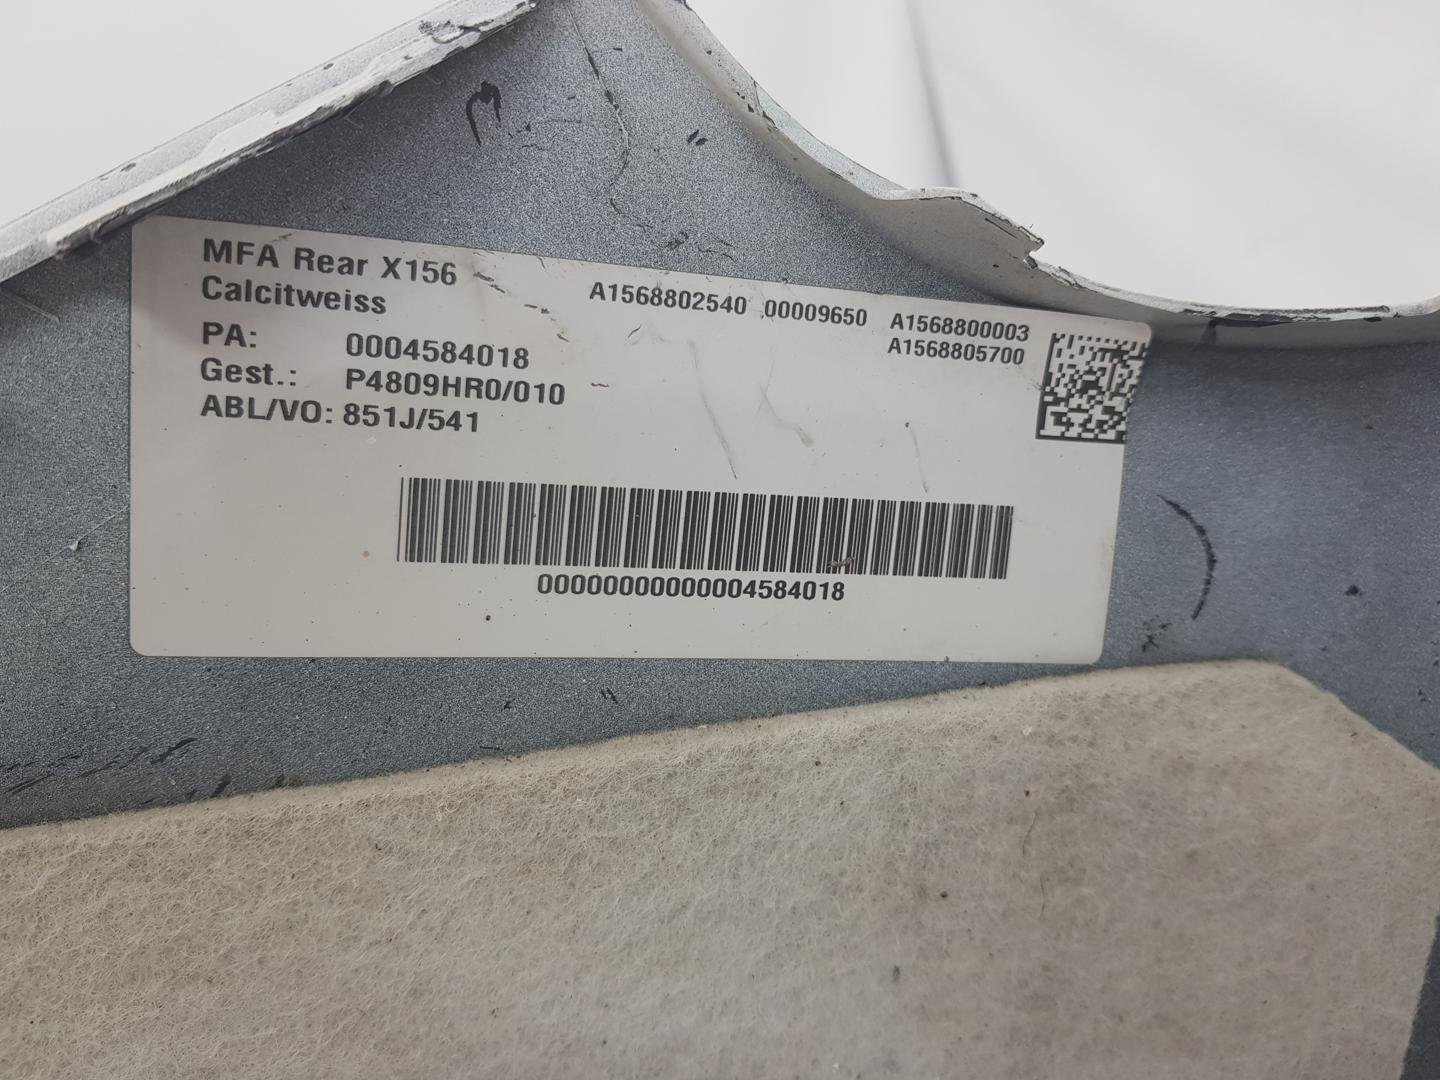 MFA Rear X156
Calcitweiss
A1568802540 00009650 A1568800003
A1568805700
PA: 0004584018
Gest.: P4809HR0/010
ABL/VO: 851J/541
00000000000004584018